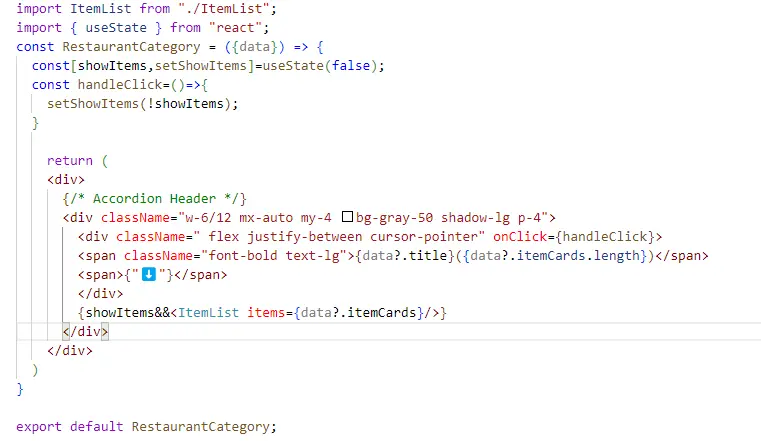 import ItemList from "./ItemList";
import { useState } from "react";
const RestaurantCategory = ({data}) => {
  const[showItems,setShowItems]=useState(false);
  const handleClick=()=>{
    setShowItems(!showItems);
  }

    return (
    <div>
      {/* Accordion Header */}
      <div className="w-6/12 mx-auto my-4 bg-gray-50 shadow-lg p-4">
        <div className=" flex justify-between cursor-pointer" onClick={handleClick}>
        <span className="font-bold text-lg">{data?.title}({data?.itemCards.length})</span>
        <span>{"⬇️"}</span>
        </div>
        {showItems&&<ItemList items={data?.itemCards}/>}
      </div>
    </div>
  )
}

export default RestaurantCategory;